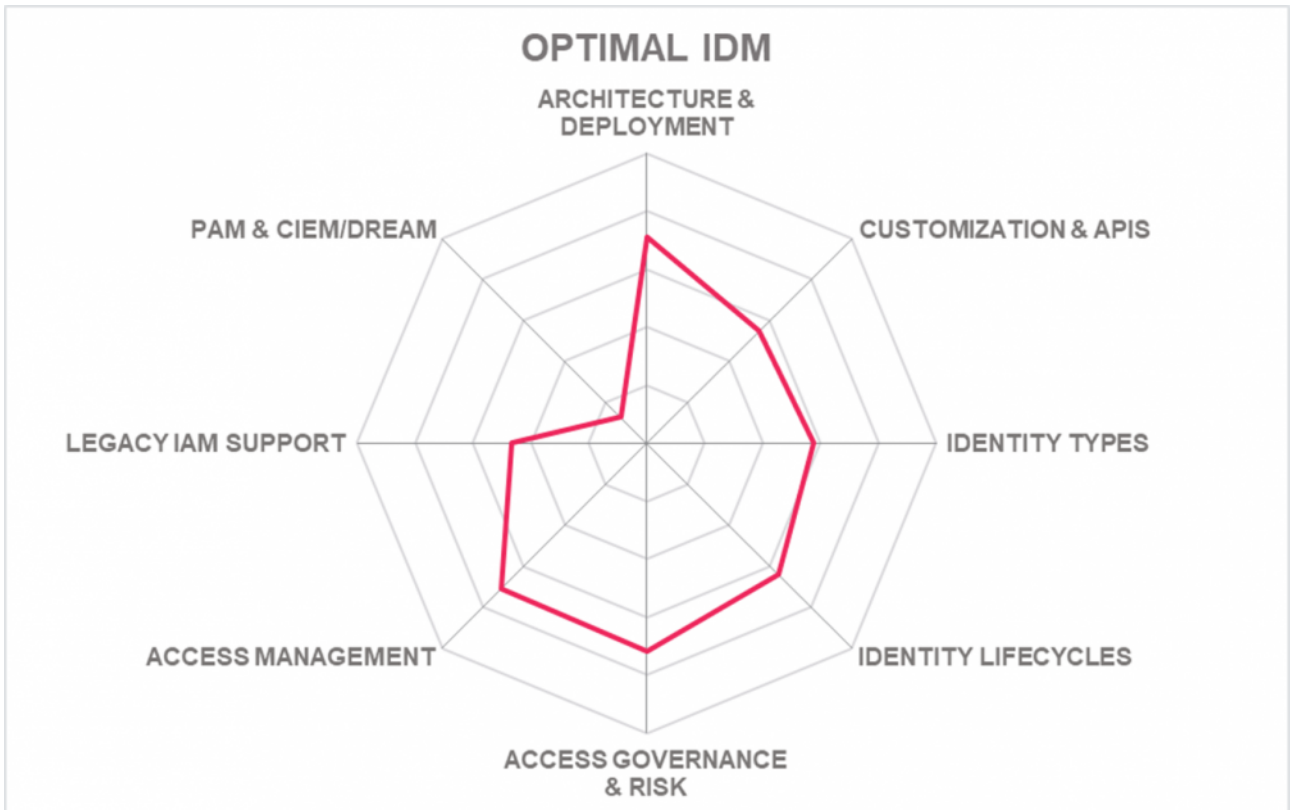 OPTIMAL IDM
ARCHITECTURE &
DEPLOYMENT
PAM & CIEM/DREAM
CUSTOMIZATION & APIS
LEGACY IAM SUPPORT
IDENTITY TYPES
ACCESS MANAGEMENT
IDENTITY LIFECYCLES
ACCESS GOVERNANCE
& RISK